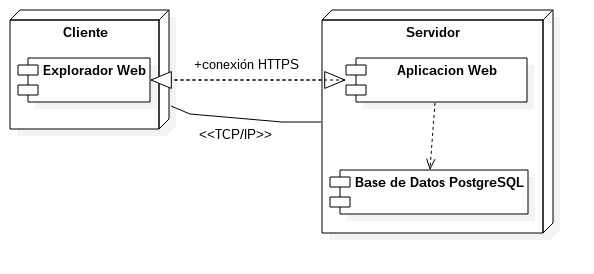 Cliente
Servidor
Explorador Web
+conexión HTTPS
Aplicacion Web
<<TCP/IP>>
Base de Datos PostgreSQL